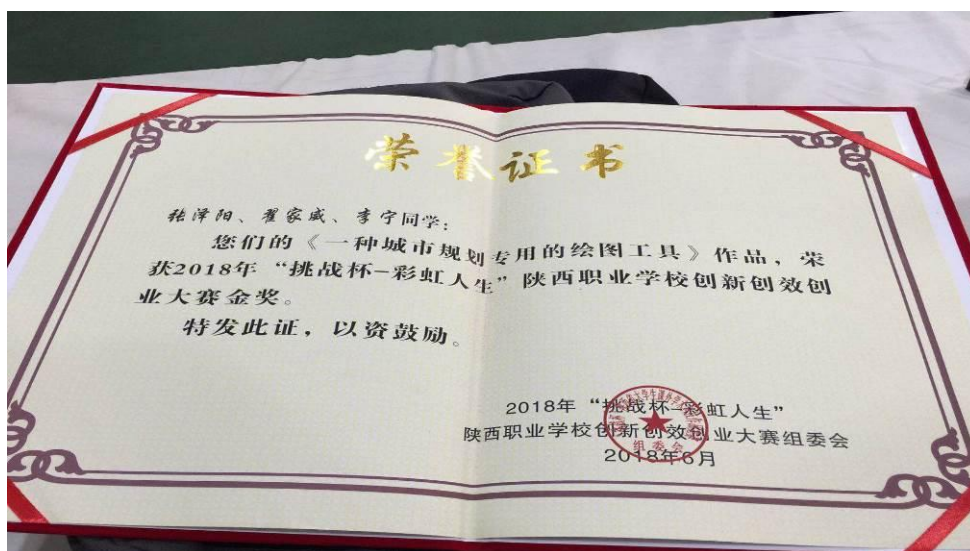 荣誉证书
张泽阳、翟家威、李宁同学：
您们的《一种城市规划专用的绘图工具》作品，荣
获2018年“挑战杯-彩虹人生”陕西职业学校创新创效创
业大赛金奖。
特发此证，以资鼓励。
2018年“挑战杯-彩虹人生”
陕西职业学校创新创效创业大赛组委会
2018年6月
组委会